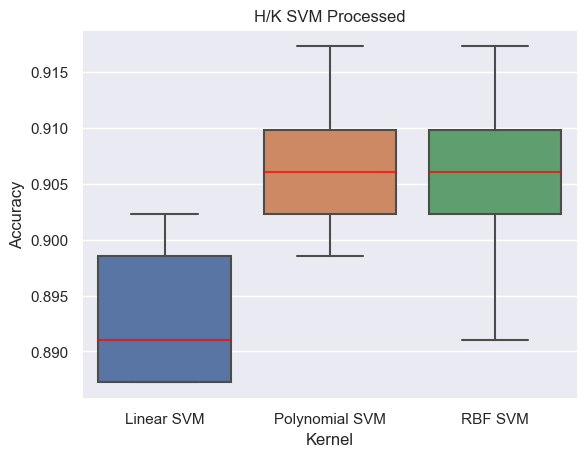 H/K SVM Processed
Accuracy
0.915
0.910
0.905
0.900
0.895
0.890
Linear SVM
Polynomial SVM
RBF SVM
Kernel